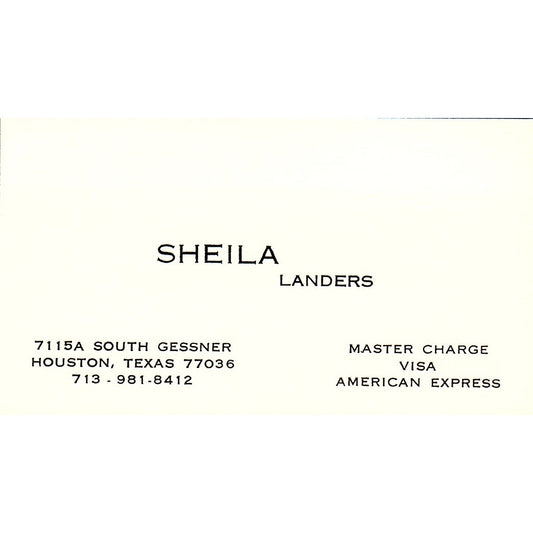 SHEILA
LANDERS
7115A SOUTH GESSNER
HOUSTON, TEXAS 77036
713 - 981-8412
MASTER CHARGE
VISA
AMERICAN EXPRESS